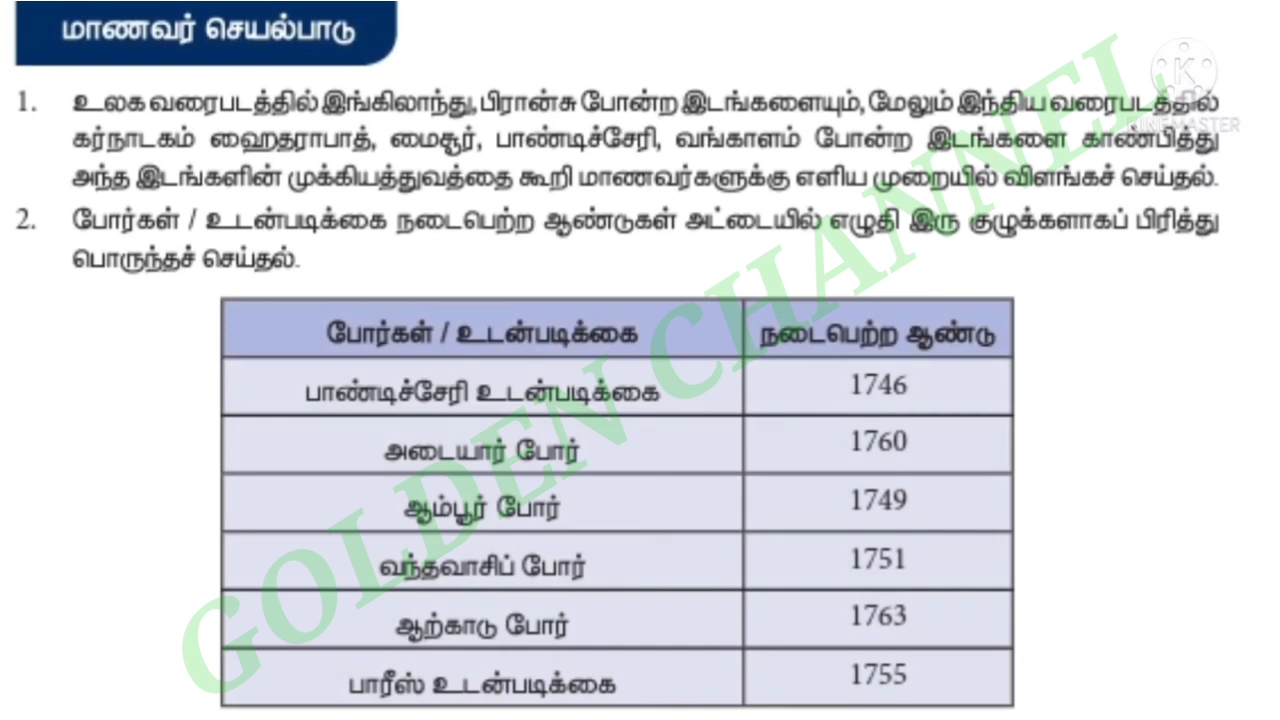 மாணவர் செயல்பாடு
1. உலக வரைபடத்தில் இங்கிலாந்து, பிரான்சு போன்ற இடங்களையும், மேலும் இந்திய வரைபடத்தில்
கர்நாடகம் ஹைதராபாத், மைசூர், பாண்டிச்சேரி, வங்காளம் போன்ற இடங்களை காண்பித்து
அந்த இடங்களின் முக்கியத்துவத்தை கூறி மாணவர்களுக்கு எளிய முறையில் விளங்கச் செய்தல்.
2. போர்கள் / உடன்படிக்கை நடைபெற்ற ஆண்டுகள் அட்டையில் எழுதி இரு குழுக்களாகப் பிரித்து
பொருந்தச் செய்தல்.
போர்கள் / உடன்படிக்கை நடைபெற்ற ஆண்டு
பாண்டிச்சேரி உடன்படிக்கை 1746
அடையார் போர் 1760
ஆம்பூர் போர் 1749
வந்தவாசிப் போர் 1751
ஆற்காடு போர் 1763
பாரீஸ் உடன்படிக்கை 1755
GOLDEN CHANNEL
K
KINEMASTER